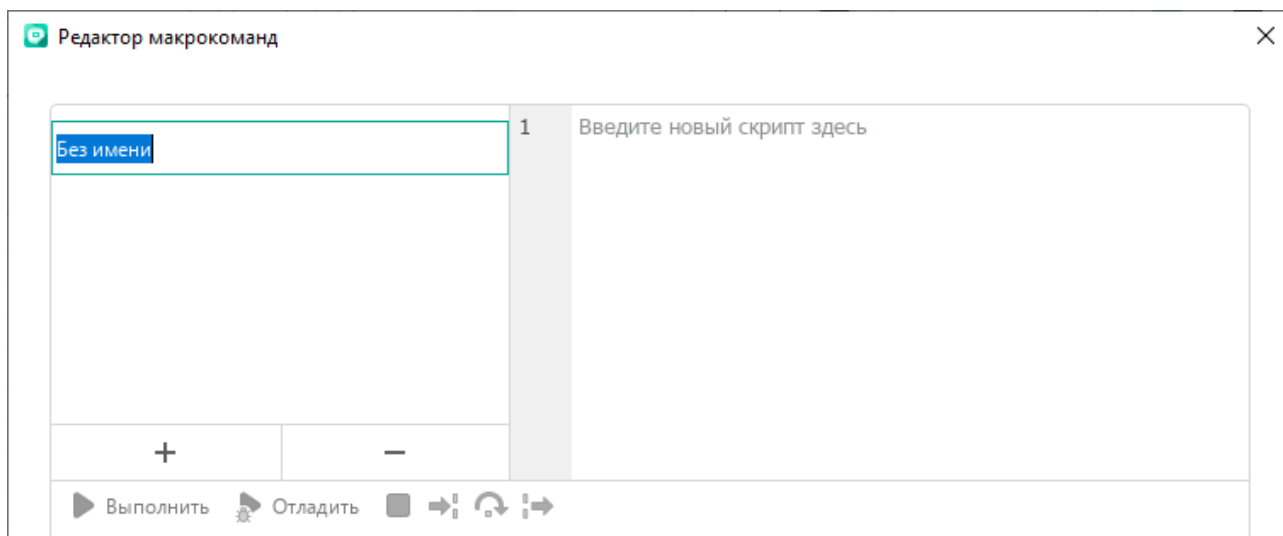 Редактор макрокоманд
Без имени
1 Введите новый скрипт здесь
Выполнить Отладить